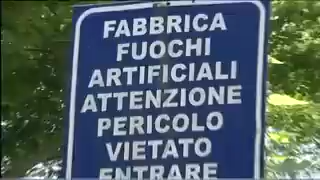 FABBRICA
FUOCHI
ARTIFICIALI
ATTENZIONE
PERICOLO
VIETATO
ENTRARE